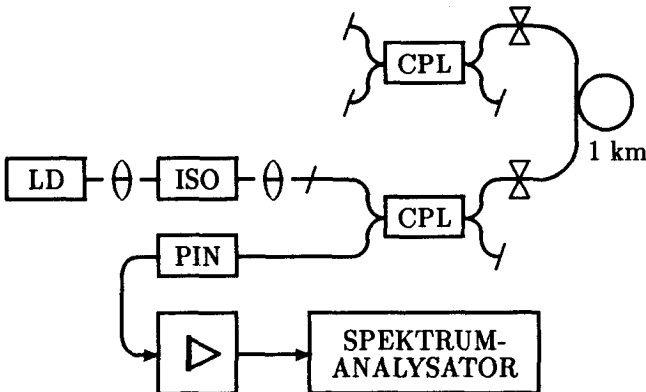 CPL
1 km
LD
ISO
CPL
PIN
SPEKTRUM-
ANALYSATOR